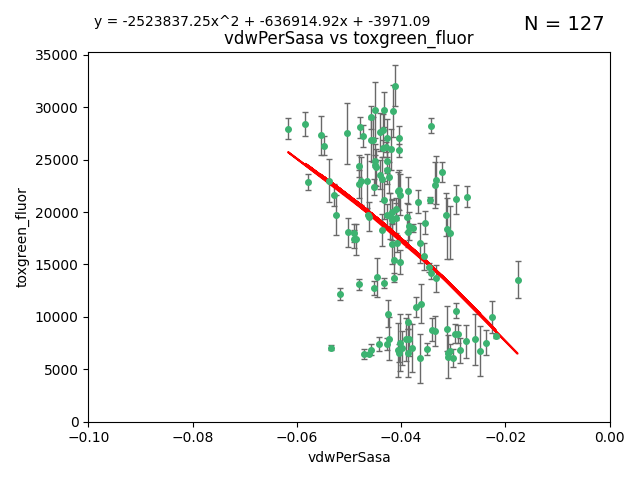 y = -2523837.25x^2 + -636914.92x + -3971.09
N = 127
vdwPerSasa vs toxgreen_fluor
35000
30000
25000
20000
15000
10000
5000
0
toxgreen_fluor
−0.10 −0.08 −0.06 −0.04 −0.02 0.00
vdwPerSasa